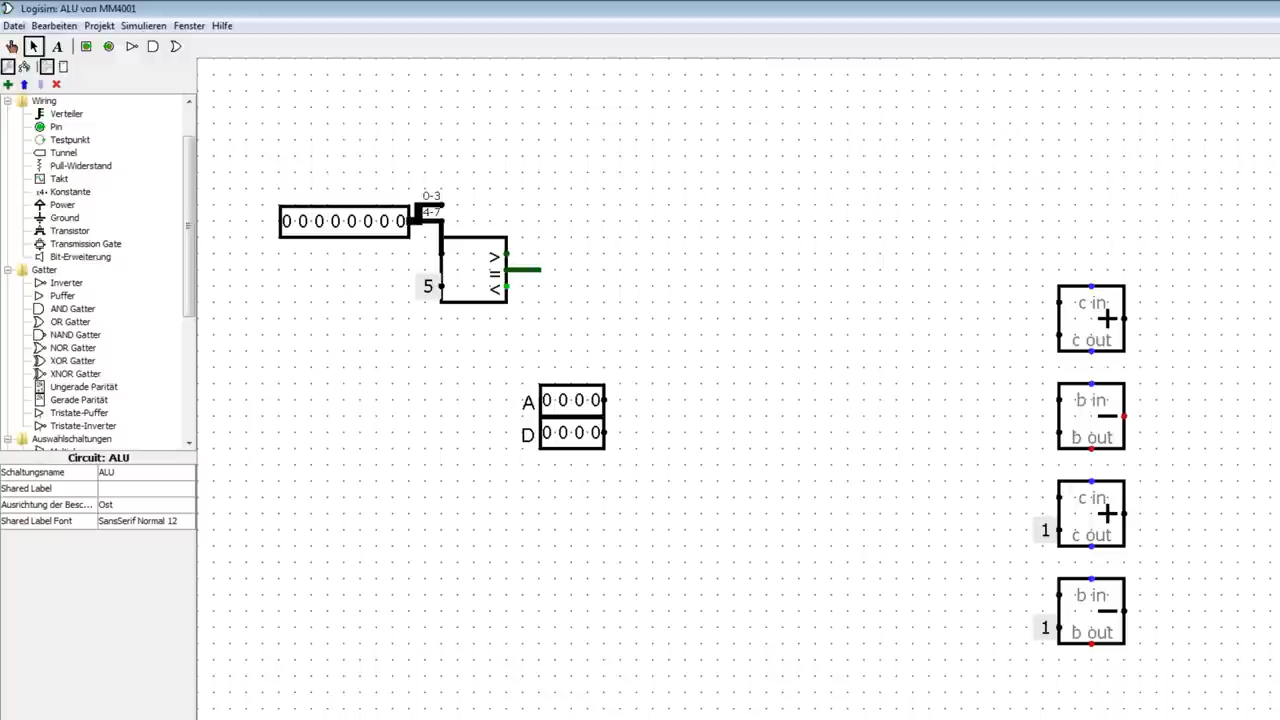 Logisim: ALU von MM4001
Datei Bearbeiten Projekt Simulieren Fenster Hilfe
A
Wiring
Verteiler
Pin
Testpunkt
Tunnel
Pull-Widerstand
Takt
Konstante
Power
Ground
Transistor
Transmission Gate
Bit-Erweiterung
Gatter
Inverter
Puffer
AND Gatter
OR Gatter
NAND Gatter
NOR Gatter
XOR Gatter
XNOR Gatter
Ungerade Parität
Gerade Parität
Tristate-Puffer
Tristate-Inverter
Auswahlschaltungen
Circuit: ALU
Schaltungsname ALU
Shared Label
Ausrichtung der Besc... Ost
Shared Label Font SansSerif Normal 12
0-3
4-7
0 0 0 0 0 0 0 0
>
=
<
5
A 0 0 0 0
D 0 0 0 0
c in
+
c out
b in
−
b out
c in
+
1
c out
b in
−
1
b out